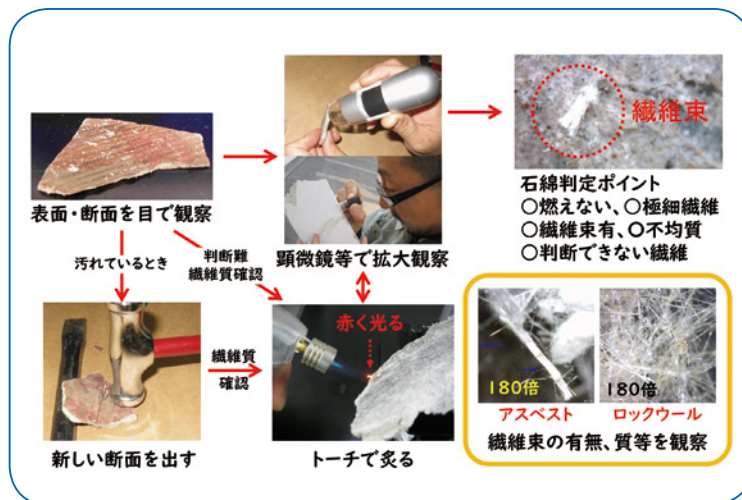 繊維束
石綿判定ポイント
○燃えない、○極細繊維
○繊維束有、○不均質
○判断できない繊維
表面・断面を目で観察
顕微鏡等で拡大観察
汚れているとき
判断難
繊維質確認
赤く光る
繊維質
確認
新しい断面を出す
トーチで炙る
180倍
180倍
アスベスト
ロックウール
繊維束の有無、質等を観察